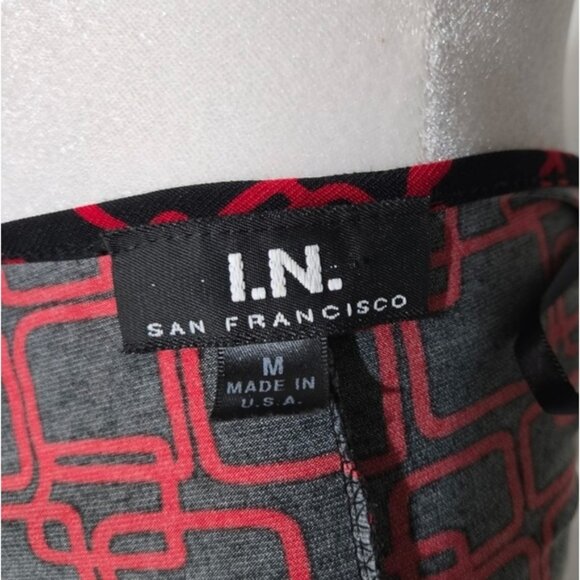 I.N.
SAN FRANCISCO
M
MADE IN
U.S.A.